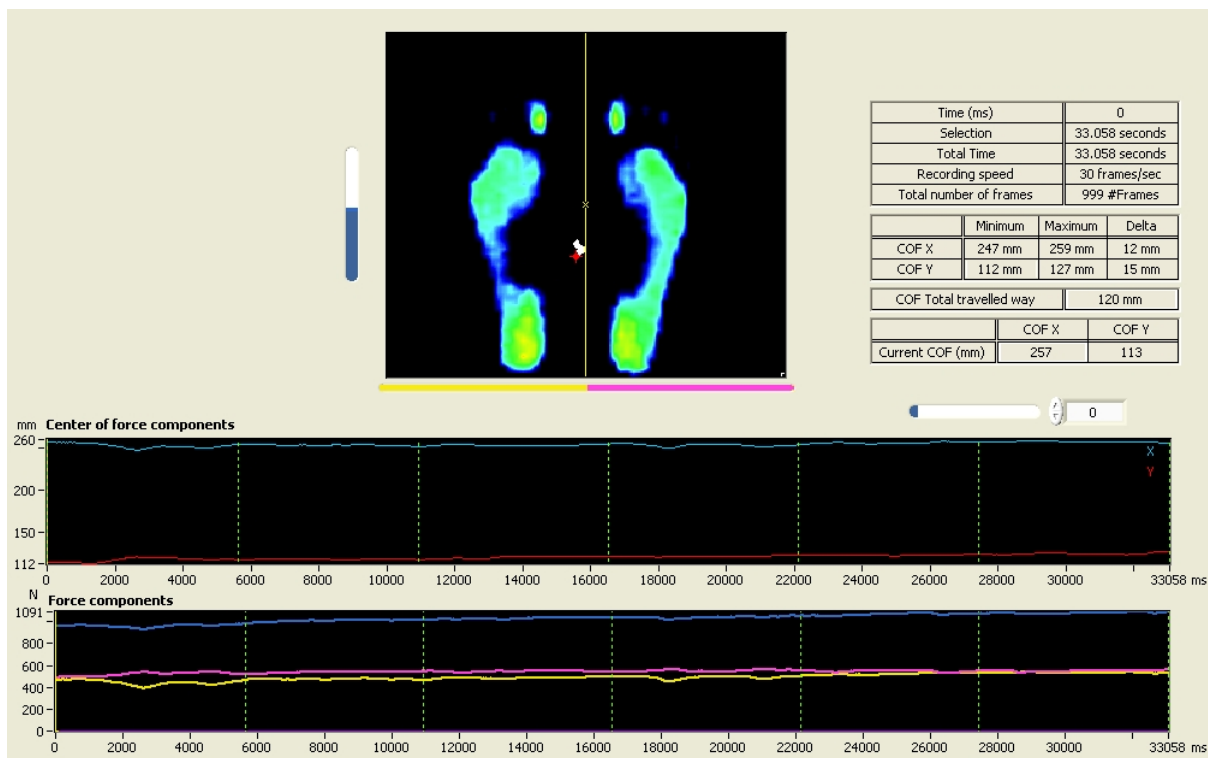 Time (ms) 0
Selection 33.058 seconds
Total Time 33.058 seconds
Recording speed 30 frames/sec
Total number of frames 999 #Frames
Minimum Maximum Delta
COF X 247 mm 259 mm 12 mm
COF Y 112 mm 127 mm 15 mm
COF Total travelled way 120 mm
COF X COF Y
Current COF (mm) 257 113
0
mm Center of force components
260
X
Y
200
150
112
0 2000 4000 6000 8000 10000 12000 14000 16000 18000 20000 22000 24000 26000 28000 30000 33058 ms
N Force components
1091
800
600
400
200
0
0 2000 4000 6000 8000 10000 12000 14000 16000 18000 20000 22000 24000 26000 28000 30000 33058 ms